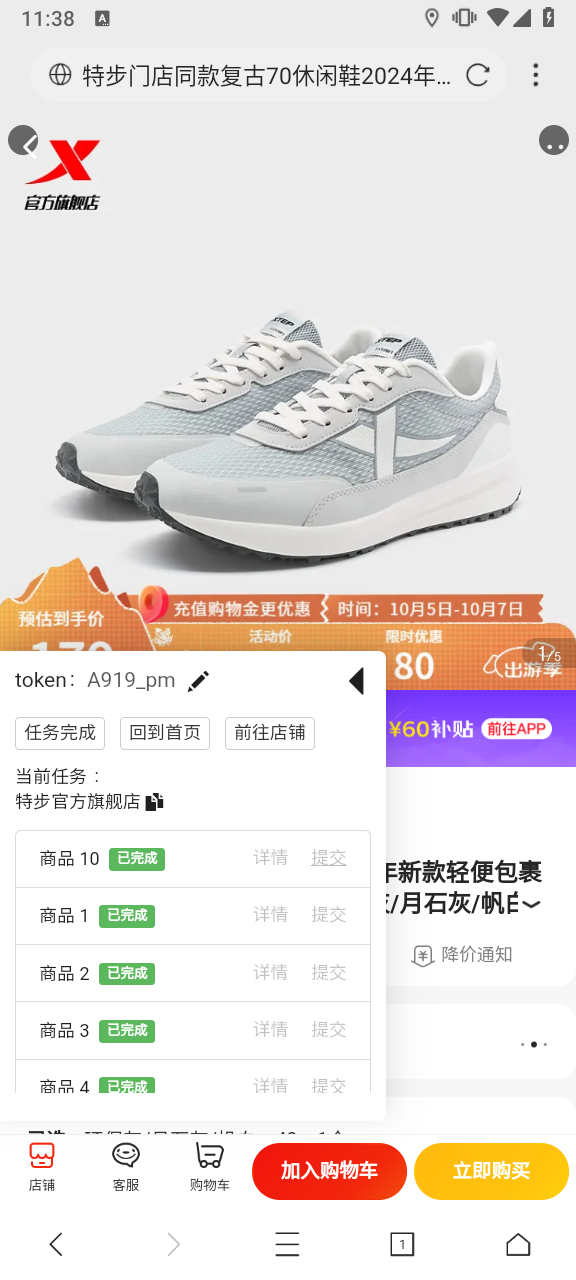 11:38
A
特步门店同款复古70休闲鞋2024年...
官方旗舰店
XTEP
XTEP
充值购物金更优惠
时间：10月5日-10月7日
预估到手价
活动价
限时优惠
80
出游季
1/5
¥60补贴
前往APP
token： A919_pm
任务完成
回到首页
前往店铺
当前任务：
特步官方旗舰店
商品 10 已完成 详情 提交
商品 1 已完成 详情 提交
商品 2 已完成 详情 提交
商品 3 已完成 详情 提交
商品 4 已完成 详情 提交
年新款轻便包裹
灰/月石灰/帆白
降价通知
店铺
客服
购物车
加入购物车
立即购买
1